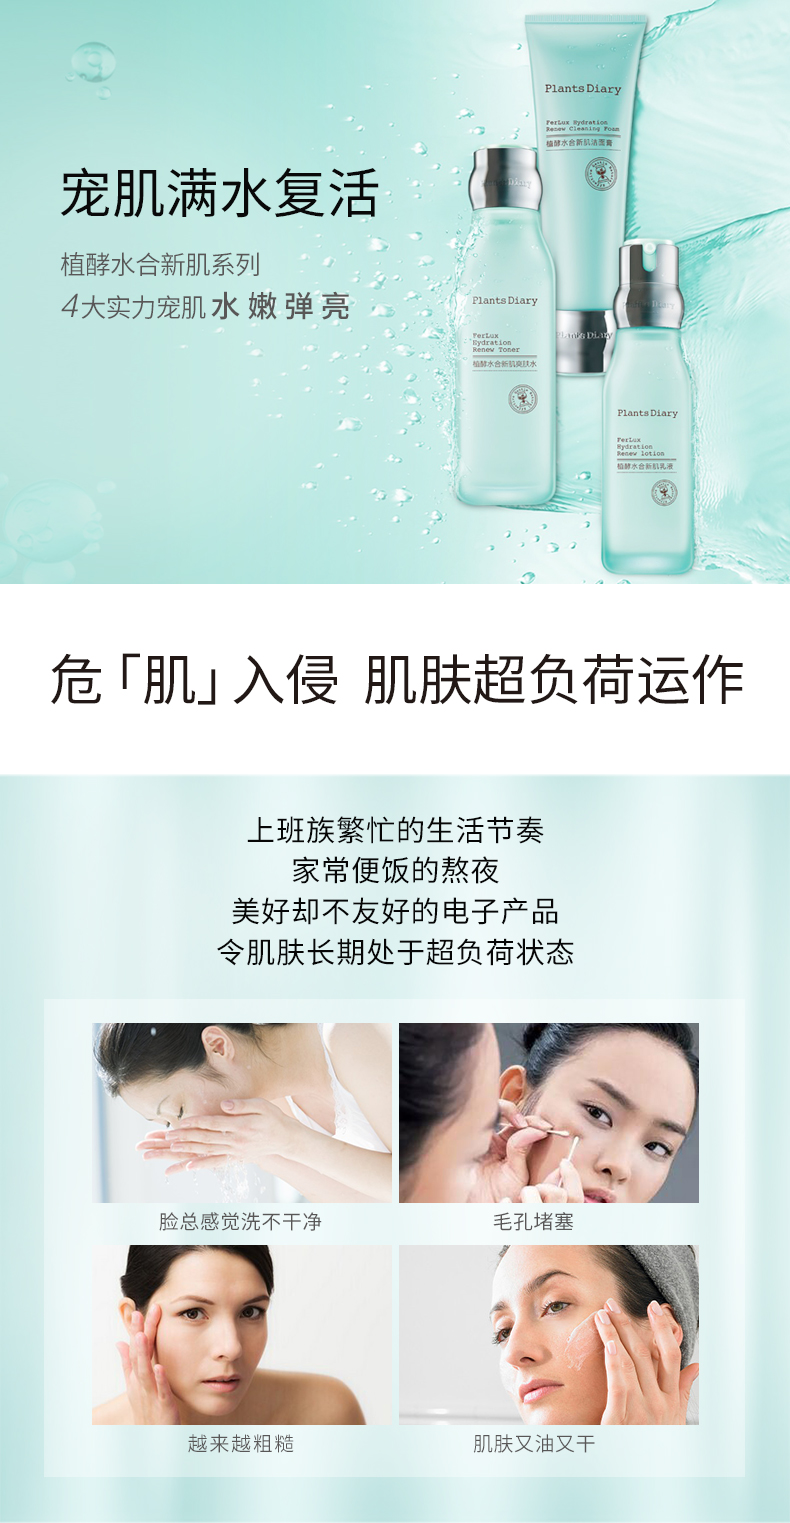 宠肌满水复活
植酵水合新肌系列
4大实力宠肌水嫩弹亮
Plants Diary
FerLux Hydration
Renew Cleaning Foam
植酵水合新肌洁面膏
Plants Diary
Plants Diary
FerLux
Hydration
Renew Toner
植酵水合新肌爽肤水
Plants Diary
FerLux
Hydration
Renew lotion
植酵水合新肌乳液
危「肌」入侵 肌肤超负荷运作
上班族繁忙的生活节奏
家常便饭的熬夜
美好却不友好的电子产品
令肌肤长期处于超负荷状态
脸总感觉洗不干净
毛孔堵塞
越来越粗糙
肌肤又油又干